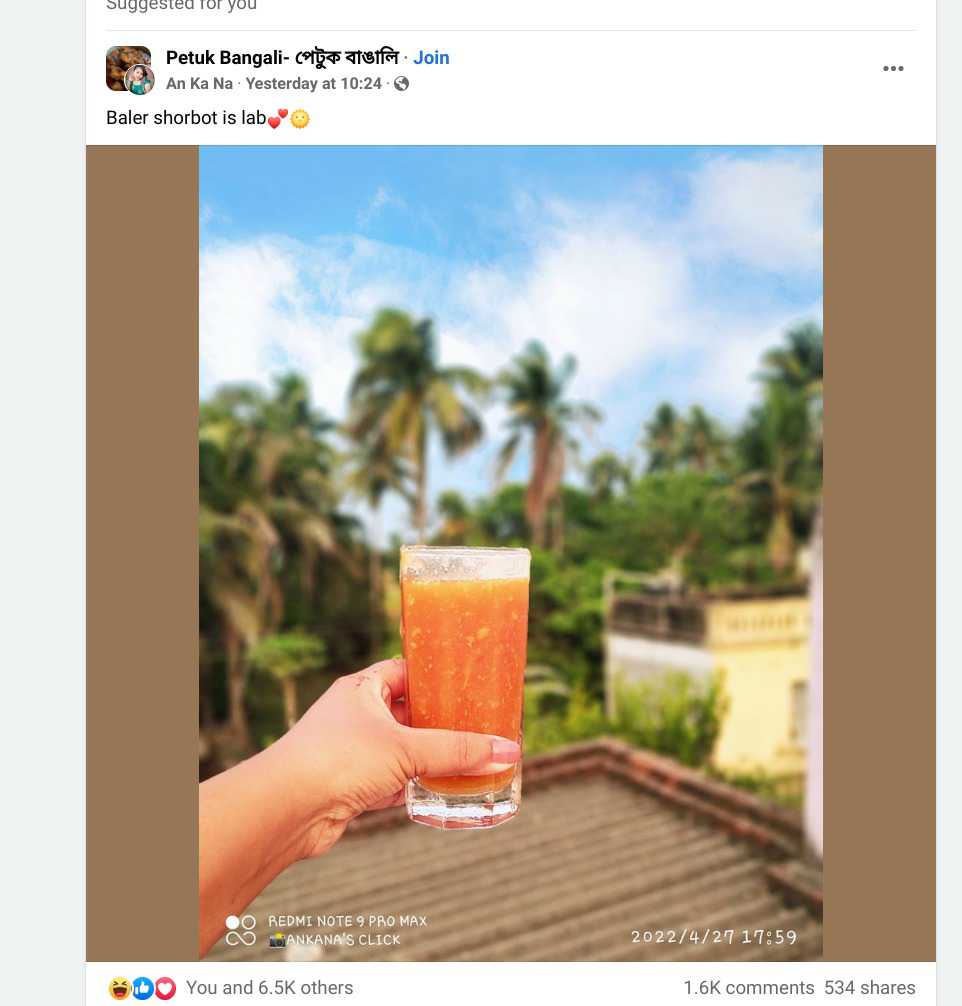 Suggested for you
Petuk Bangali- পেটুক বাঙালি · Join
An Ka Na · Yesterday at 10:24 ·
Baler shorbot is lab💕🌝
REDMI NOTE 9 PRO MAX
📸ANKANA'S CLICK
2022/4/27 17:59
You and 6.5K others
1.6K comments 534 shares